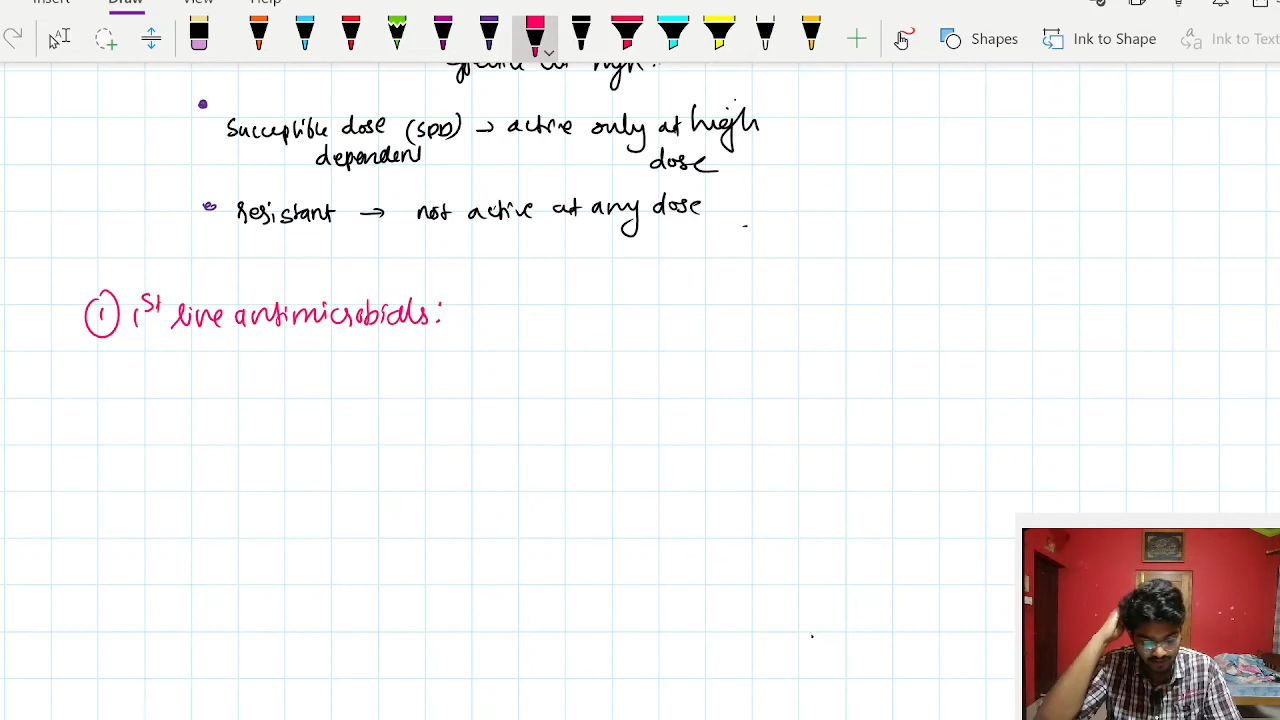 Insert Draw View Help
Shapes Ink to Shape Ink to Text
high.
Succeptible dose (SDD) → active only at high
dependent dose
resistant → not active at any dose
① 1st line antimicrobials: